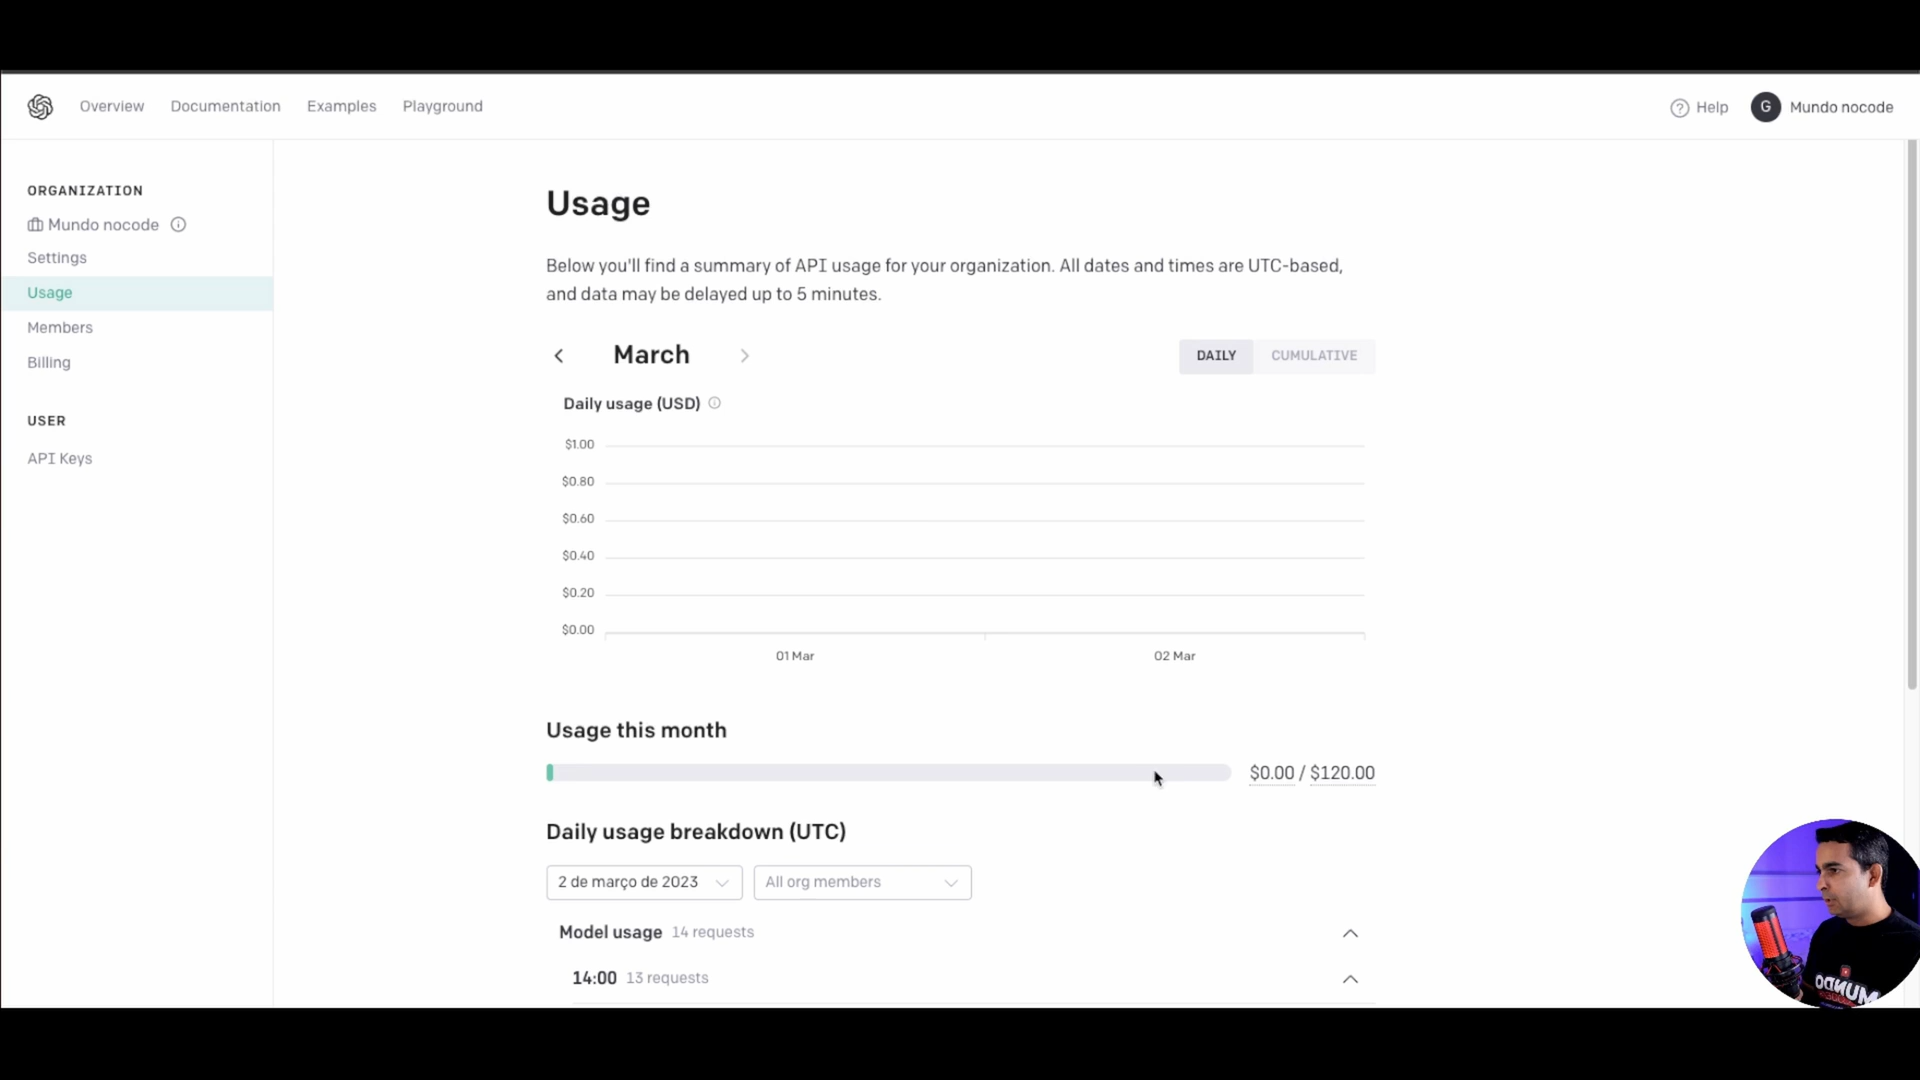 Overview Documentation Examples Playground
Help G Mundo nocode
ORGANIZATION
Mundo nocode
Settings
Usage
Members
Billing
USER
API Keys
Usage
Below you'll find a summary of API usage for your organization. All dates and times are UTC-based,
and data may be delayed up to 5 minutes.
March
DAILY CUMULATIVE
Daily usage (USD)
$1.00
$0.80
$0.60
$0.40
$0.20
$0.00
01 Mar 02 Mar
Usage this month
$0.00 / $120.00
Daily usage breakdown (UTC)
2 de março de 2023 All org members
Model usage 14 requests
14:00 13 requests
MUNDO